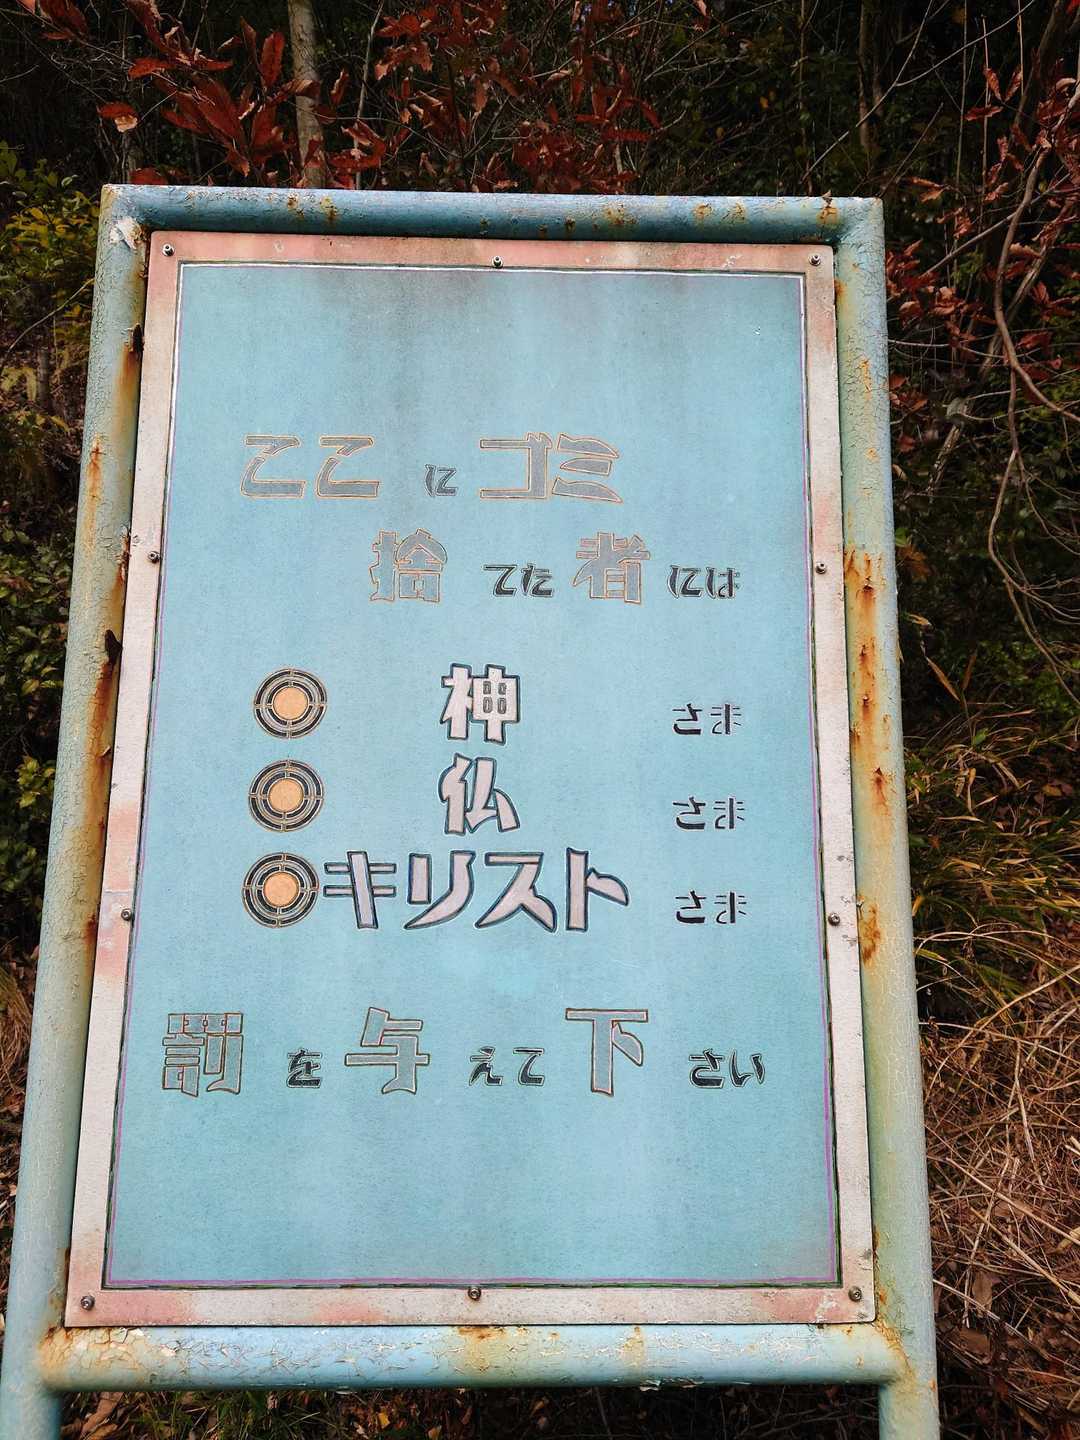 ここにゴミ
捨てた者には
◎神さま
◎仏さま
◎キリストさま
罰を与えて下さい